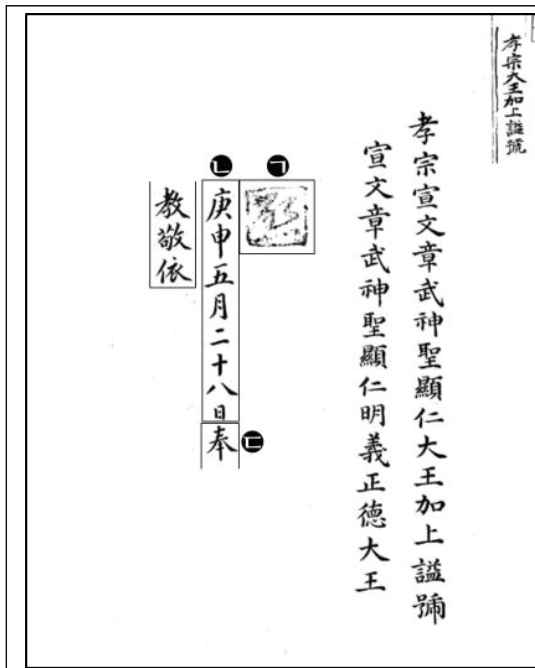 孝宗大王加上諡號
孝宗宣文章武神聖顯仁大王加上諡號
宣文章武神聖顯仁明義正德大王
ㄱ
ㄴ
庚申五月二十八日奉
ㄷ
教敬依